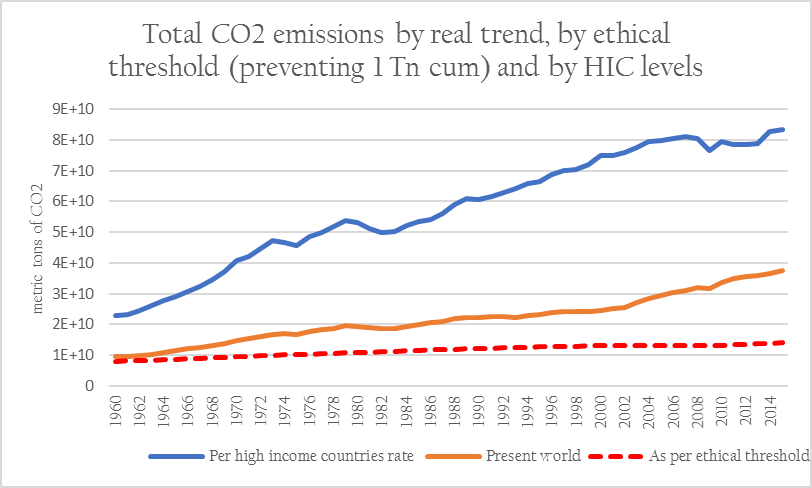 Total CO2 emissions by real trend, by ethical
threshold (preventing 1 Tn cum) and by HIC levels
9E+10
8E+10
7E+10
6E+10
5E+10
4E+10
3E+10
2E+10
1E+10
0
metric tons of CO2
1960
1962
1964
1966
1968
1970
1972
1974
1976
1978
1980
1982
1984
1986
1988
1990
1992
1994
1996
1998
2000
2002
2004
2006
2008
2010
2012
2014
Per high income countries rate
Present world
As per ethical threshold